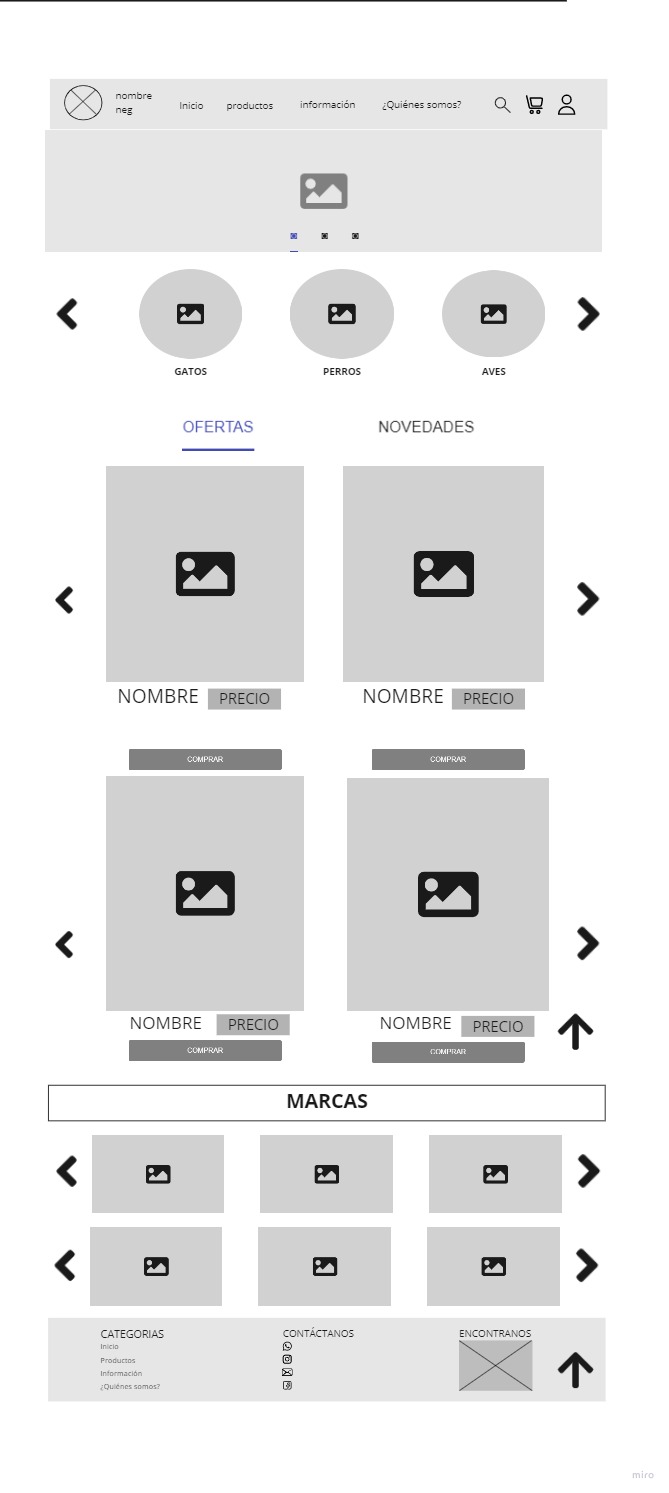 nombre
neg
Inicio
productos
información
¿Quiénes somos?
GATOS
PERROS
AVES
OFERTAS
NOVEDADES
NOMBRE
PRECIO
NOMBRE
PRECIO
COMPRAR
COMPRAR
NOMBRE
PRECIO
NOMBRE
PRECIO
COMPRAR
COMPRAR
MARCAS
CATEGORIAS
Inicio
Productos
Información
¿Quiénes somos?
CONTÁCTANOS
ENCONTRANOS
miro